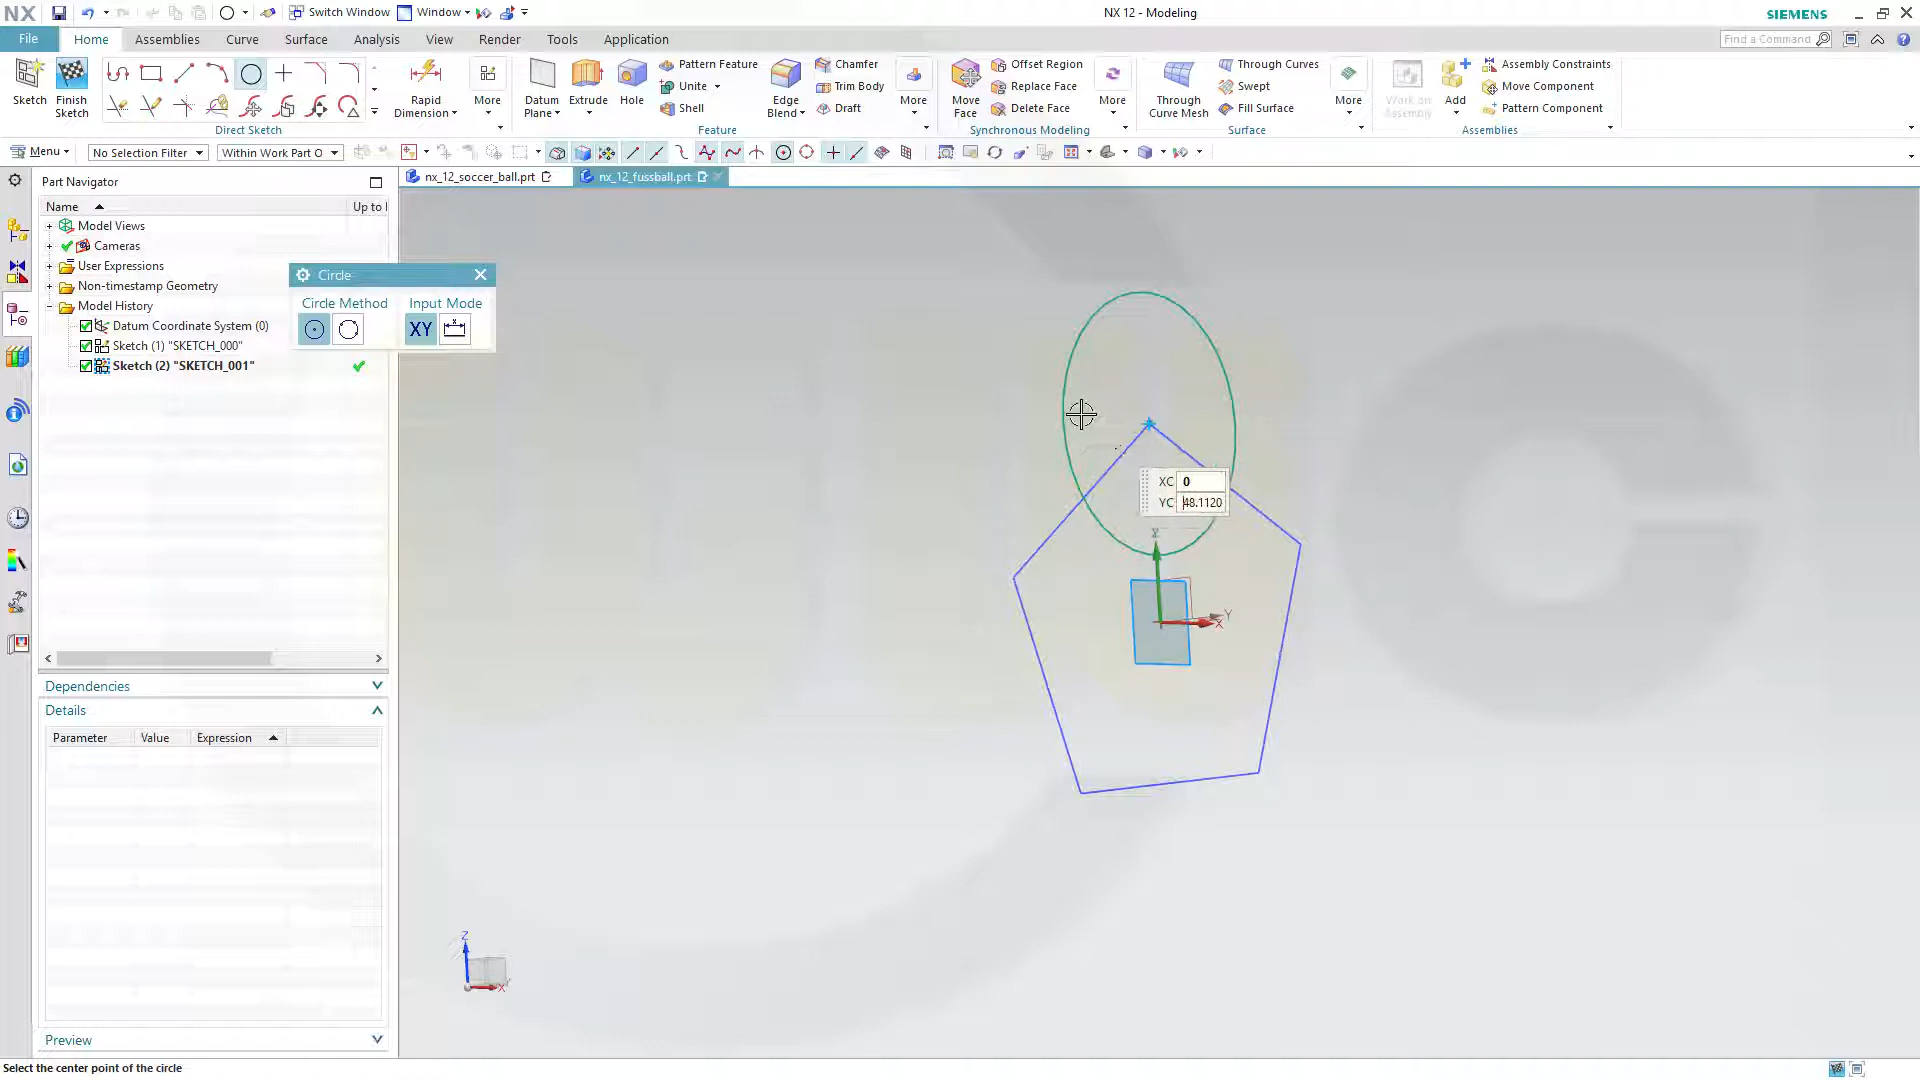 NX
Switch Window
Window
NX 12 - Modeling
SIEMENS
File
Home
Assemblies
Curve
Surface
Analysis
View
Render
Tools
Application
Find a Command
Sketch
Finish Sketch
Direct Sketch
Rapid Dimension
More
Datum Plane
Extrude
Hole
Pattern Feature
Unite
Shell
Edge Blend
Chamfer
Trim Body
Draft
More
Feature
Move Face
Offset Region
Replace Face
Delete Face
More
Synchronous Modeling
Through Curve Mesh
Through Curves
Swept
Fill Surface
More
Surface
Work on Assembly
Add
Assembly Constraints
Move Component
Pattern Component
Assemblies
Menu
No Selection Filter
Within Work Part O
Part Navigator
nx_12_soccer_ball.prt
nx_12_fussball.prt
Name
Up to
Model Views
Cameras
User Expressions
Non-timestamp Geometry
Model History
Datum Coordinate System (0)
Sketch (1) "SKETCH_000"
Sketch (2) "SKETCH_001"
Circle
Circle Method
Input Mode
XY
XC 0
YC 48.1120
Y
X
Dependencies
Details
Parameter
Value
Expression
Z
X
Preview
Select the center point of the circle